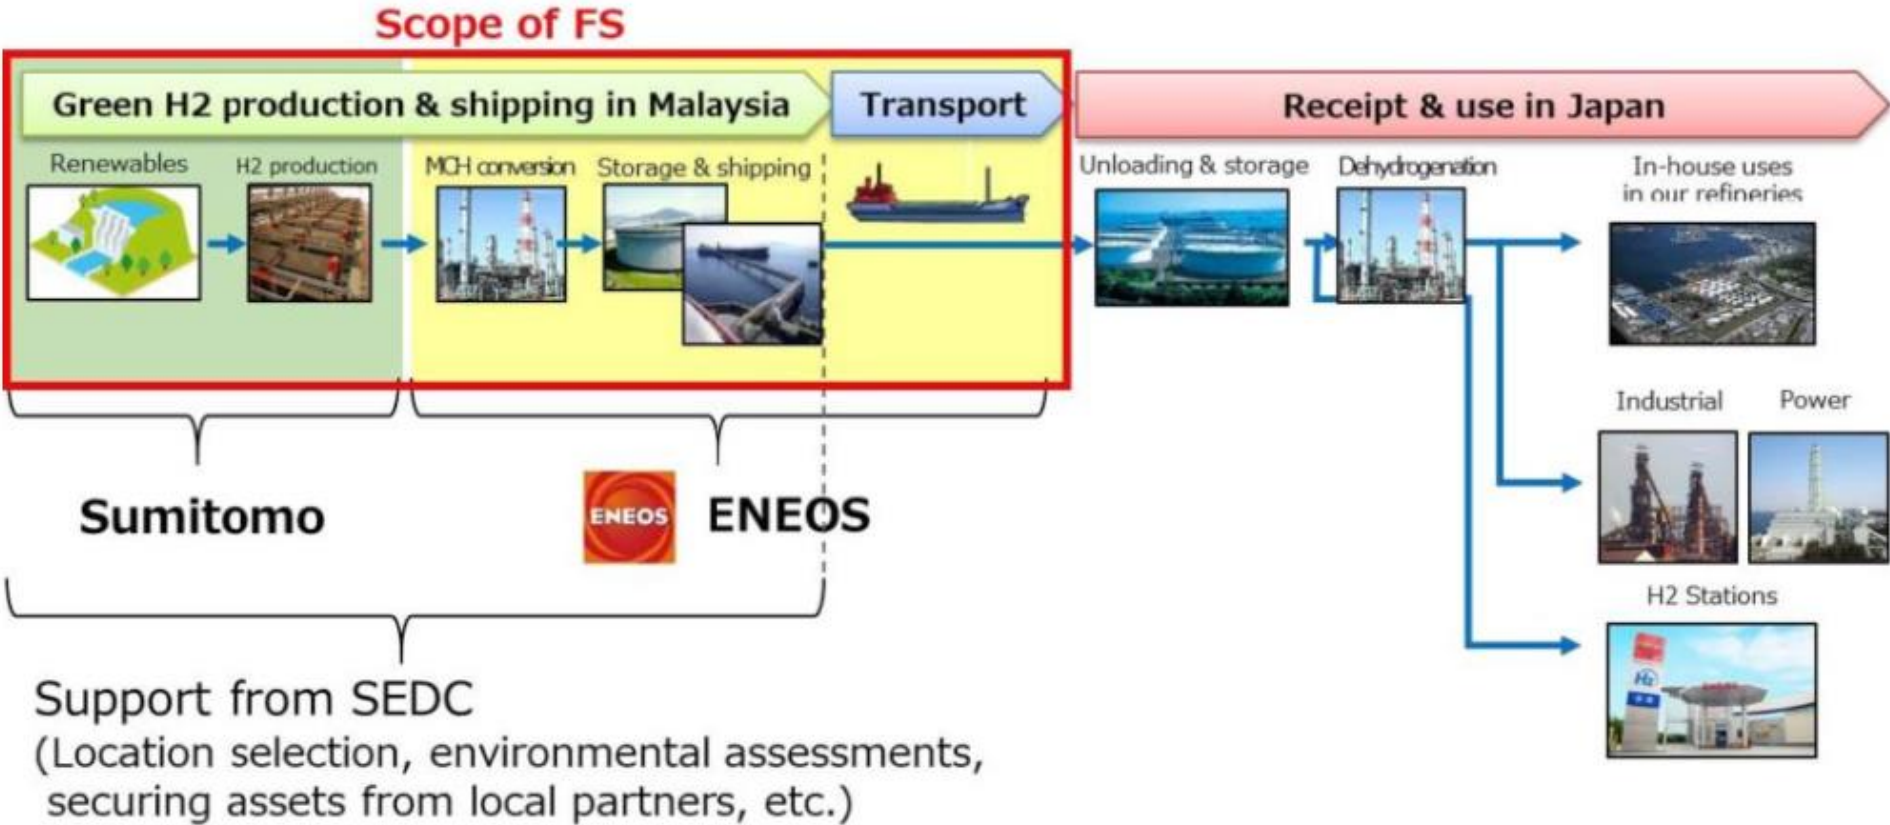 Scope of FS
Green H2 production & shipping in Malaysia
Transport
Receipt & use in Japan
Renewables
H2 production
MCH conversion
Storage & shipping
Unloading & storage
Dehydrogenation
In-house uses
in our refineries
Industrial
Power
H2 Stations
H2
Sumitomo
ENEOS
ENEOS
Support from SEDC
(Location selection, environmental assessments,
securing assets from local partners, etc.)